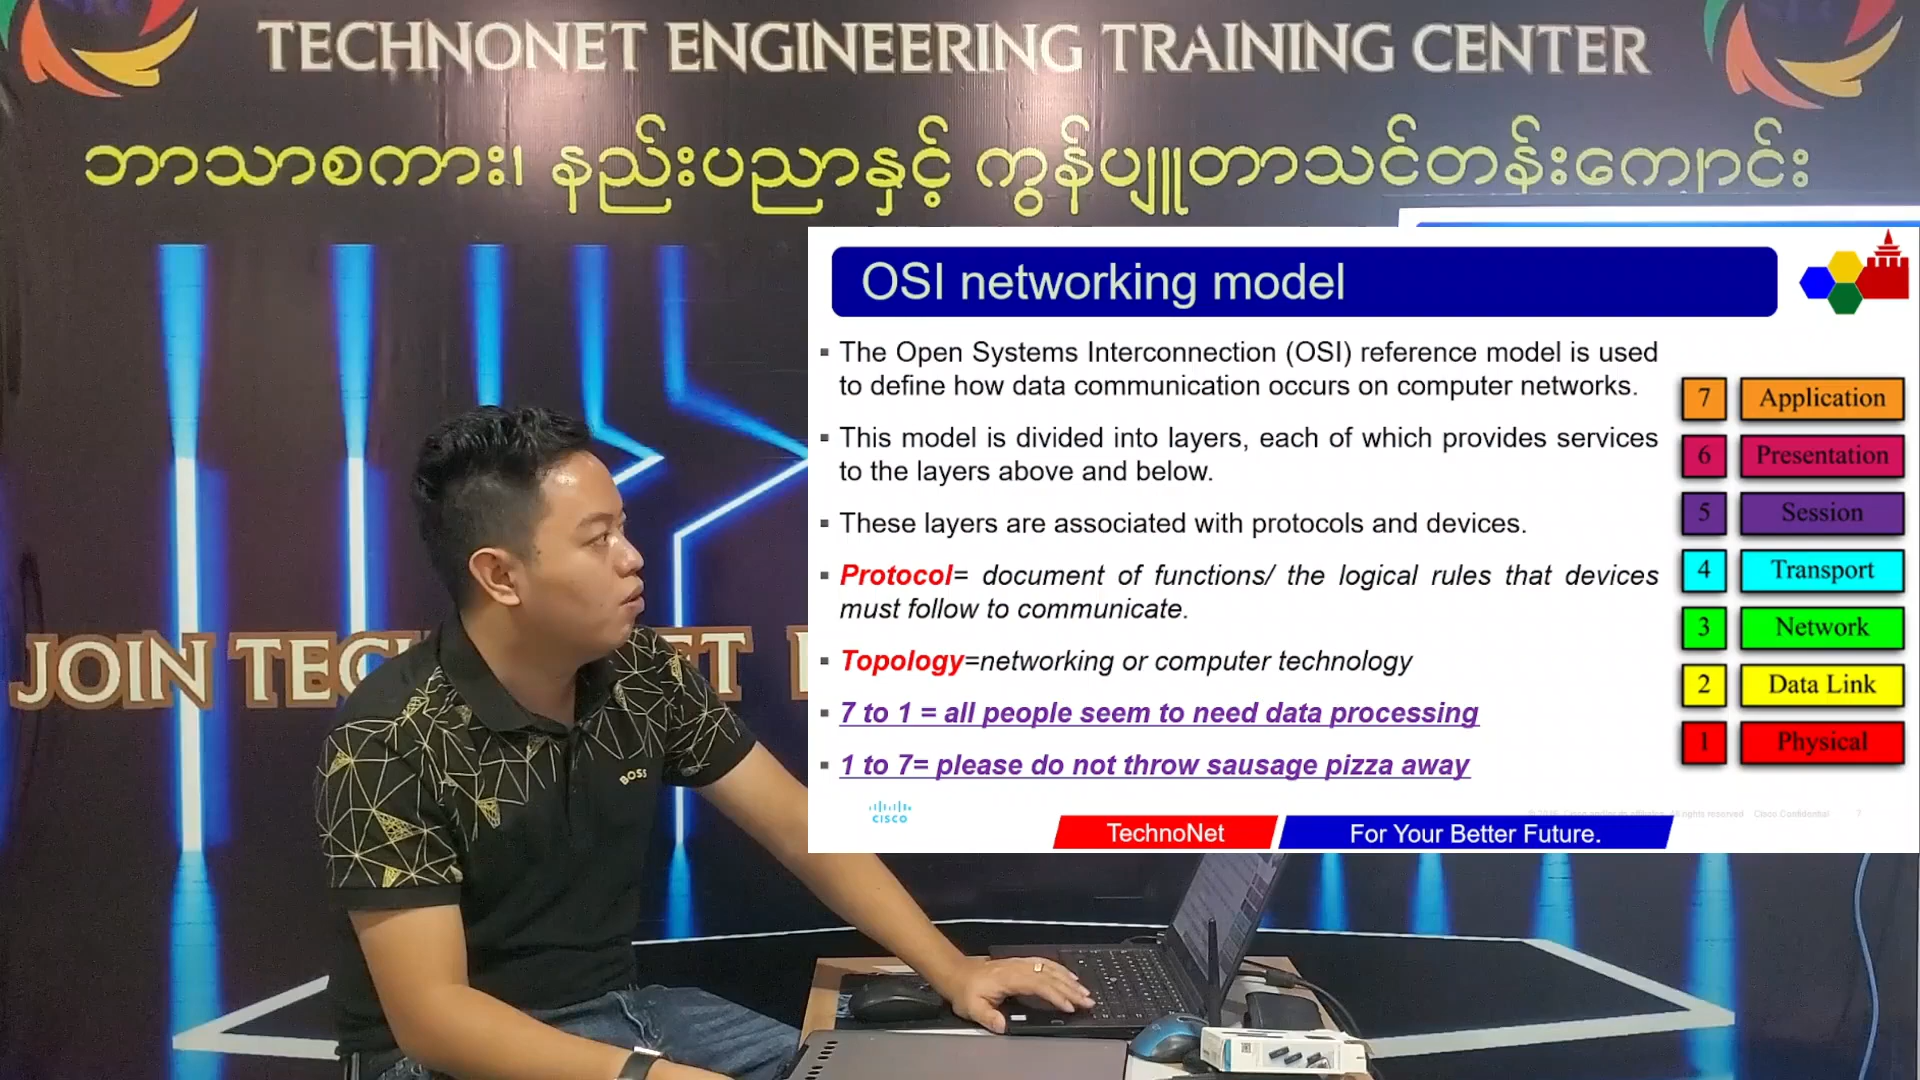 TECHNONET ENGINEERING TRAINING CENTER
ဘာသာစကား၊ နည်းပညာနှင့် ကွန်ပျူတာသင်တန်းကျောင်း
JOIN TEC
ET
OSI networking model
The Open Systems Interconnection (OSI) reference model is used
to define how data communication occurs on computer networks.
This model is divided into layers, each of which provides services
to the layers above and below.
These layers are associated with protocols and devices.
Protocol= document of functions/ the logical rules that devices
must follow to communicate.
Topology=networking or computer technology
7 to 1 = all people seem to need data processing
1 to 7= please do not throw sausage pizza away
7 Application
6 Presentation
5 Session
4 Transport
3 Network
2 Data Link
1 Physical
CISCO
Cisco Confidential 7
TechnoNet
For Your Better Future.
BOSS